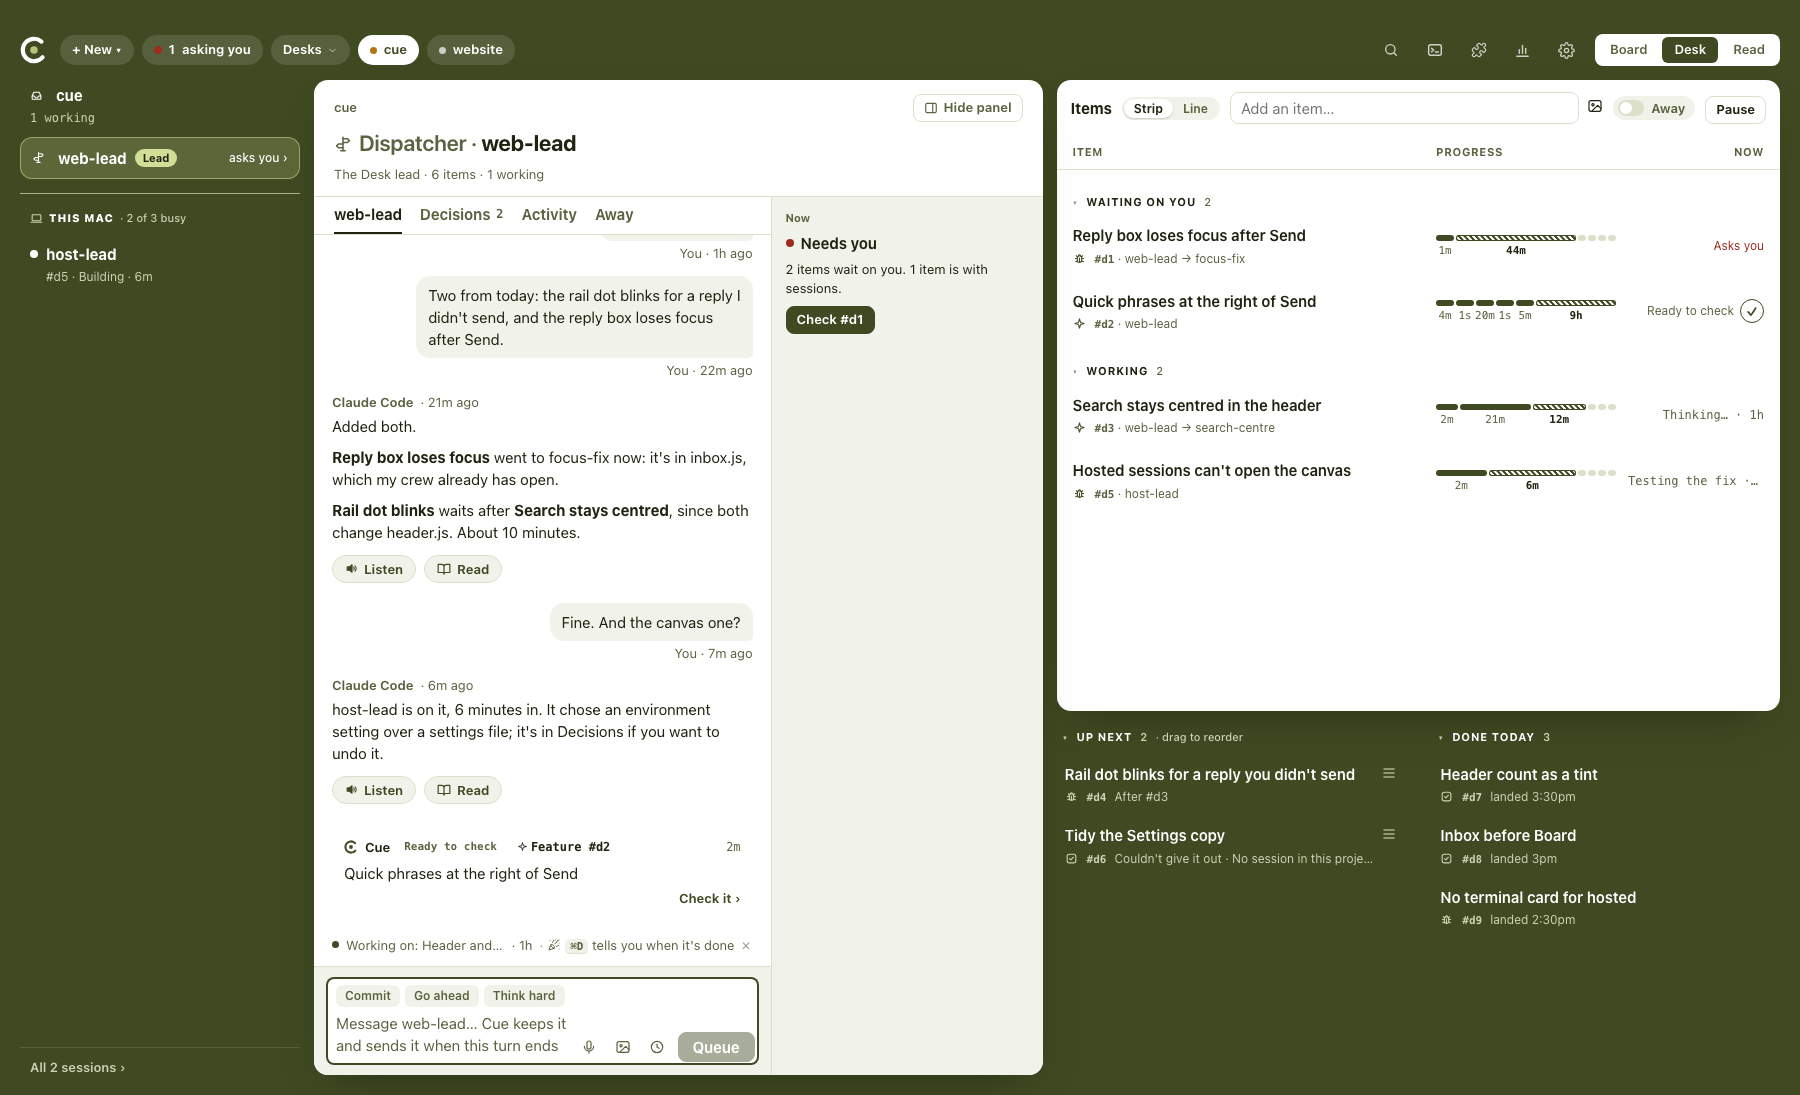 + New ▾
1 asking you
Desks
cue
website
Board
Desk
Read
cue
1 working
web-lead
Lead
asks you ›
THIS MAC · 2 of 3 busy
host-lead
#d5 · Building · 6m
All 2 sessions ›
cue
Hide panel
Dispatcher · web-lead
The Desk lead · 6 items · 1 working
web-lead
Decisions 2
Activity
Away
You · 1h ago
Two from today: the rail dot blinks for a reply I
didn't send, and the reply box loses focus
after Send.
You · 22m ago
Claude Code · 21m ago
Added both.
Reply box loses focus went to focus-fix now: it's in inbox.js,
which my crew already has open.
Rail dot blinks waits after Search stays centred, since both
change header.js. About 10 minutes.
Listen
Read
Fine. And the canvas one?
You · 7m ago
Claude Code · 6m ago
host-lead is on it, 6 minutes in. It chose an environment
setting over a settings file; it's in Decisions if you want to
undo it.
Listen
Read
Cue Ready to check Feature #d2 2m
Quick phrases at the right of Send
Check it ›
Working on: Header and... · 1h · ⌘D tells you when it's done ×
Commit
Go ahead
Think hard
Message web-lead... Cue keeps it
and sends it when this turn ends
Queue
Now
Needs you
2 items wait on you. 1 item is with
sessions.
Check #d1
Items
Strip
Line
Add an item...
Away
Pause
ITEM PROGRESS NOW
WAITING ON YOU 2
Reply box loses focus after Send
#d1 · web-lead → focus-fix
1m 44m
Asks you
Quick phrases at the right of Send
#d2 · web-lead
4m 1s 20m 1s 5m 9h
Ready to check
WORKING 2
Search stays centred in the header
#d3 · web-lead → search-centre
2m 21m 12m
Thinking… · 1h
Hosted sessions can't open the canvas
#d5 · host-lead
2m 6m
Testing the fix ·…
UP NEXT 2 · drag to reorder
Rail dot blinks for a reply you didn't send
#d4 After #d3
Tidy the Settings copy
#d6 Couldn't give it out · No session in this proje...
DONE TODAY 3
Header count as a tint
#d7 landed 3:30pm
Inbox before Board
#d8 landed 3pm
No terminal card for hosted
#d9 landed 2:30pm